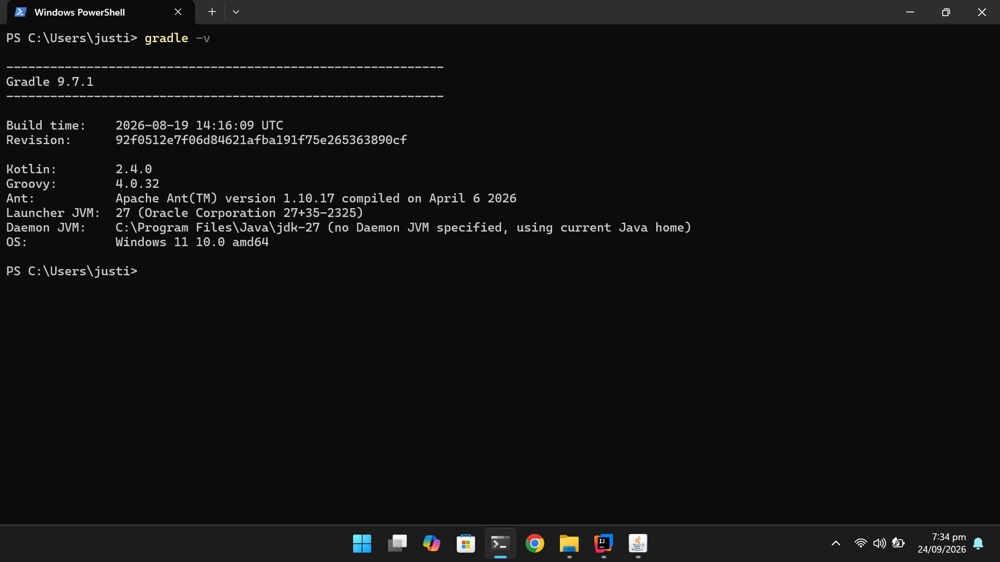 Windows PowerShell
PS C:\Users\justi> gradle -v
------------------------------------------------------------
Gradle 9.7.1
------------------------------------------------------------
Build time:    2026-08-19 14:16:09 UTC
Revision:      92f0512e7f06d84621afba191f75e265363890cf
Kotlin:        2.4.0
Groovy:        4.0.32
Ant:           Apache Ant(TM) version 1.10.17 compiled on April 6 2026
Launcher JVM:  27 (Oracle Corporation 27+35-2325)
Daemon JVM:    C:\Program Files\Java\jdk-27 (no Daemon JVM specified, using current Java home)
OS:            Windows 11 10.0 amd64
PS C:\Users\justi>
IJ
7:34 pm
24/09/2026